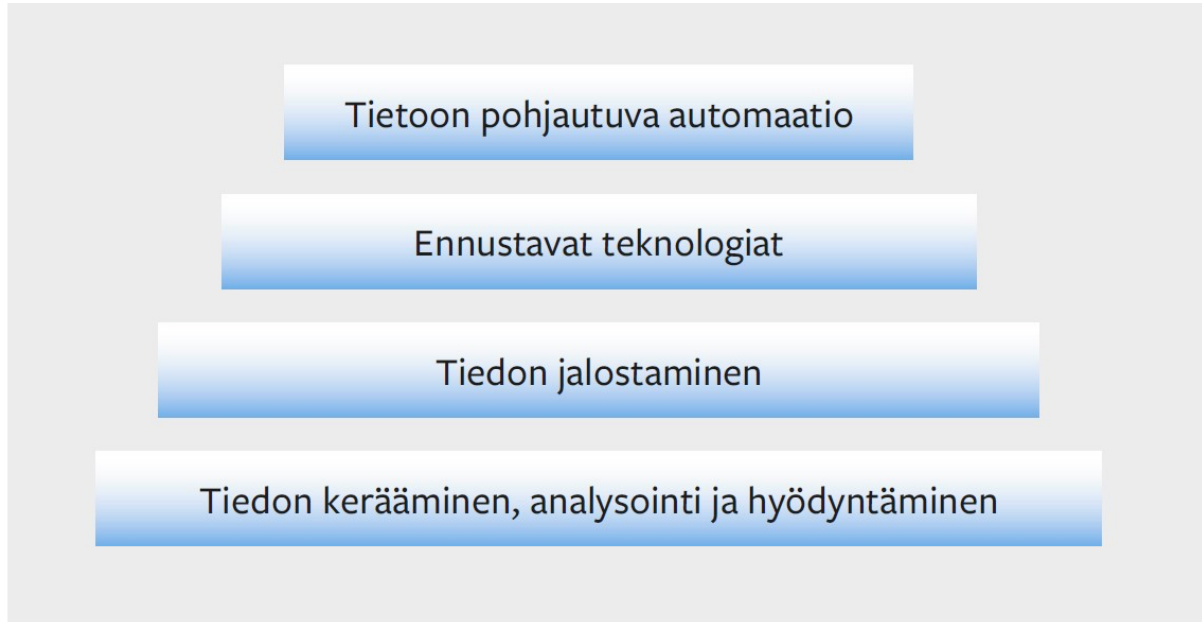 Tietoon pohjautuva automaatio
Ennustavat teknologiat
Tiedon jalostaminen
Tiedon kerääminen, analysointi ja hyödyntäminen